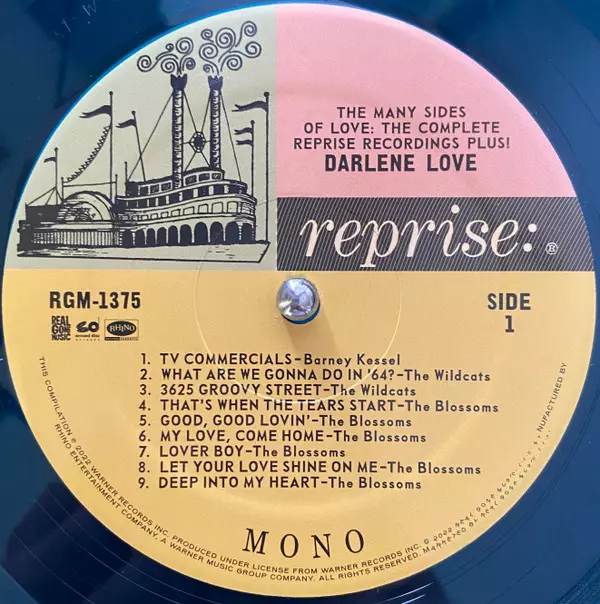 THE MANY SIDES
OF LOVE: THE COMPLETE
REPRISE RECORDINGS PLUS!
DARLENE LOVE
reprise: ®
RGM-1375
SIDE
1
REAL
GONE
MUSIC
RHINO
1. TV COMMERCIALS–Barney Kessel
2. WHAT ARE WE GONNA DO IN '64?–The Wildcats
3. 3625 GROOVY STREET–The Wildcats
4. THAT'S WHEN THE TEARS START–The Blossoms
5. GOOD, GOOD LOVIN'–The Blossoms
6. MY LOVE, COME HOME–The Blossoms
7. LOVER BOY–The Blossoms
8. LET YOUR LOVE SHINE ON ME–The Blossoms
9. DEEP INTO MY HEART–The Blossoms
MONO
THIS COMPILATION ℗ 2022 WARNER RECORDS INC. PRODUCED UNDER LICENSE FROM WARNER RECORDS INC. © 2022
RHINO ENTERTAINMENT COMPANY, A WARNER MUSIC GROUP COMPANY. ALL RIGHTS RESERVED.